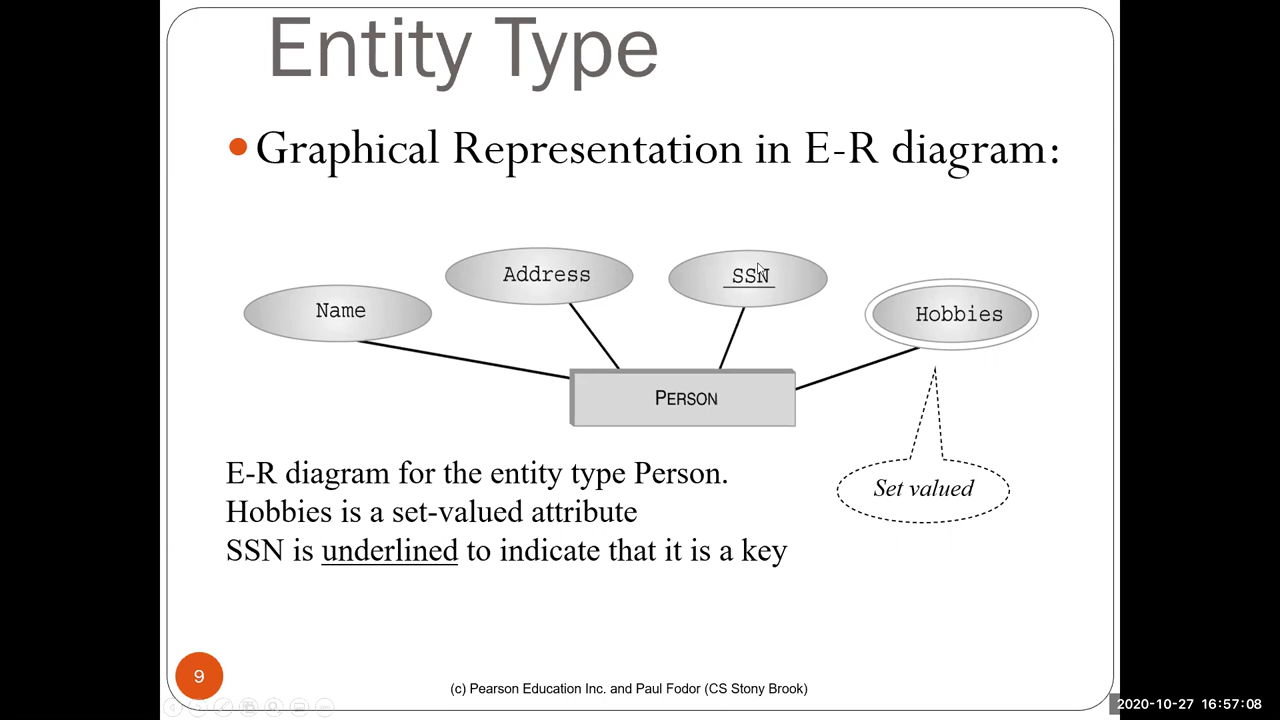 Entity Type
Graphical Representation in E-R diagram:
Name
Address
SSN
Hobbies
PERSON
Set valued
E-R diagram for the entity type Person.
Hobbies is a set-valued attribute
SSN is underlined to indicate that it is a key
9
(c) Pearson Education Inc. and Paul Fodor (CS Stony Brook)
2020-10-27 16:57:08